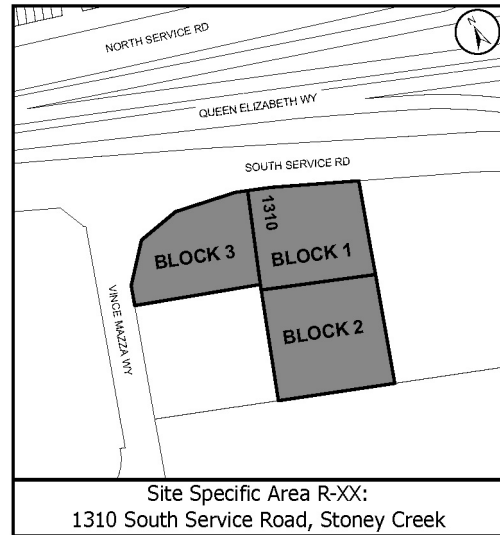 N
NORTH SERVICE RD
QUEEN ELIZABETH WY
SOUTH SERVICE RD
1310
BLOCK 3
BLOCK 1
BLOCK 2
VINCE MAZZA WY
Site Specific Area R-XX:
1310 South Service Road, Stoney Creek